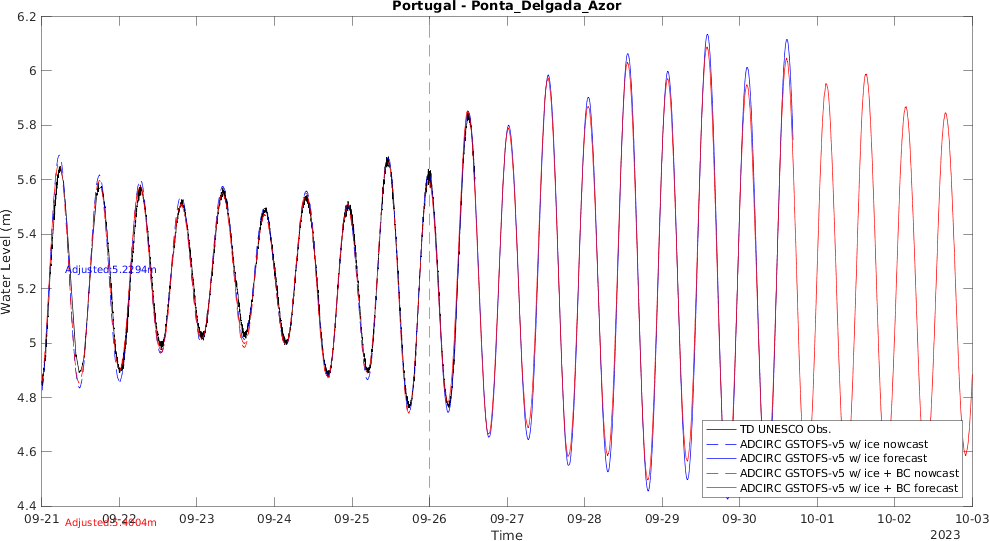 Portugal - Ponta_Delgada_Azor
6.2
6
5.8
5.6
5.4
5.2
5
4.8
4.6
4.4
Water Level (m)
Adjusted:5.2294m
TD UNESCO Obs.
ADCIRC GSTOFS-v5 w/ ice nowcast
ADCIRC GSTOFS-v5 w/ ice forecast
ADCIRC GSTOFS-v5 w/ ice + BC nowcast
ADCIRC GSTOFS-v5 w/ ice + BC forecast
09-21 09-22 09-23 09-24 09-25 09-26 09-27 09-28 09-29 09-30 10-01 10-02 10-03
Adjusted:5.4604m
Time
2023